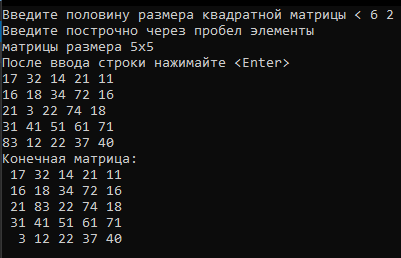 Введите половину размера квадратной матрицы < 6 2
Введите построчно через пробел элементы
матрицы размера 5x5
После ввода строки нажимайте <Enter>
17 32 14 21 11
16 18 34 72 16
21 3 22 74 18
31 41 51 61 71
83 12 22 37 40
Конечная матрица:
17 32 14 21 11
16 18 34 72 16
21 83 22 74 18
31 41 51 61 71
3 12 22 37 40